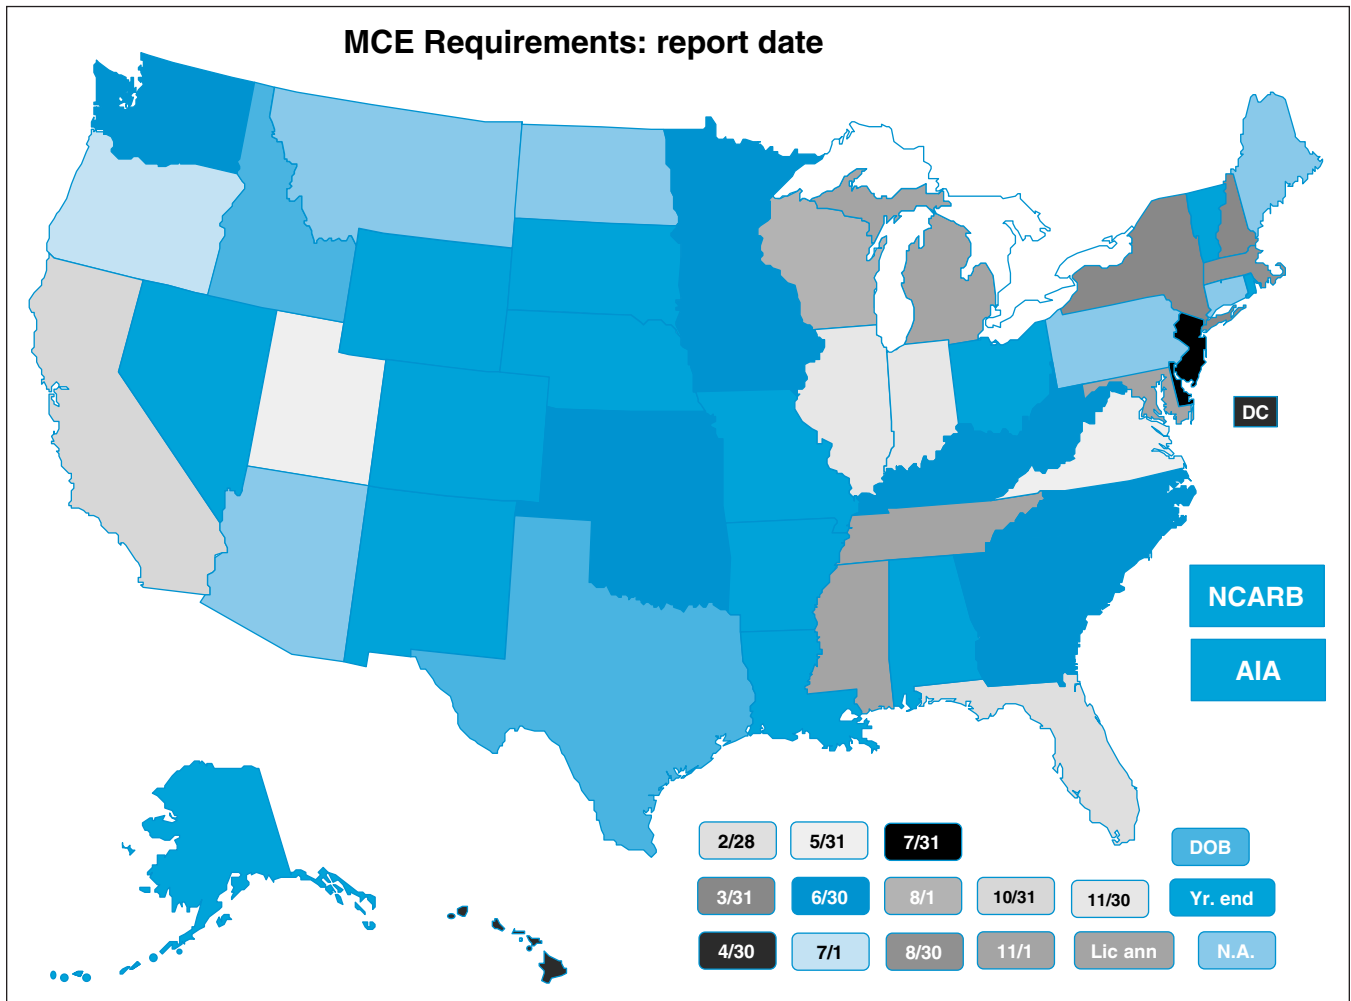 MCE Requirements: report date
DC
NCARB
AIA
2/28 5/31 7/31 DOB
3/31 6/30 8/1 10/31 11/30 Yr. end
4/30 7/1 8/30 11/1 Lic ann N.A.